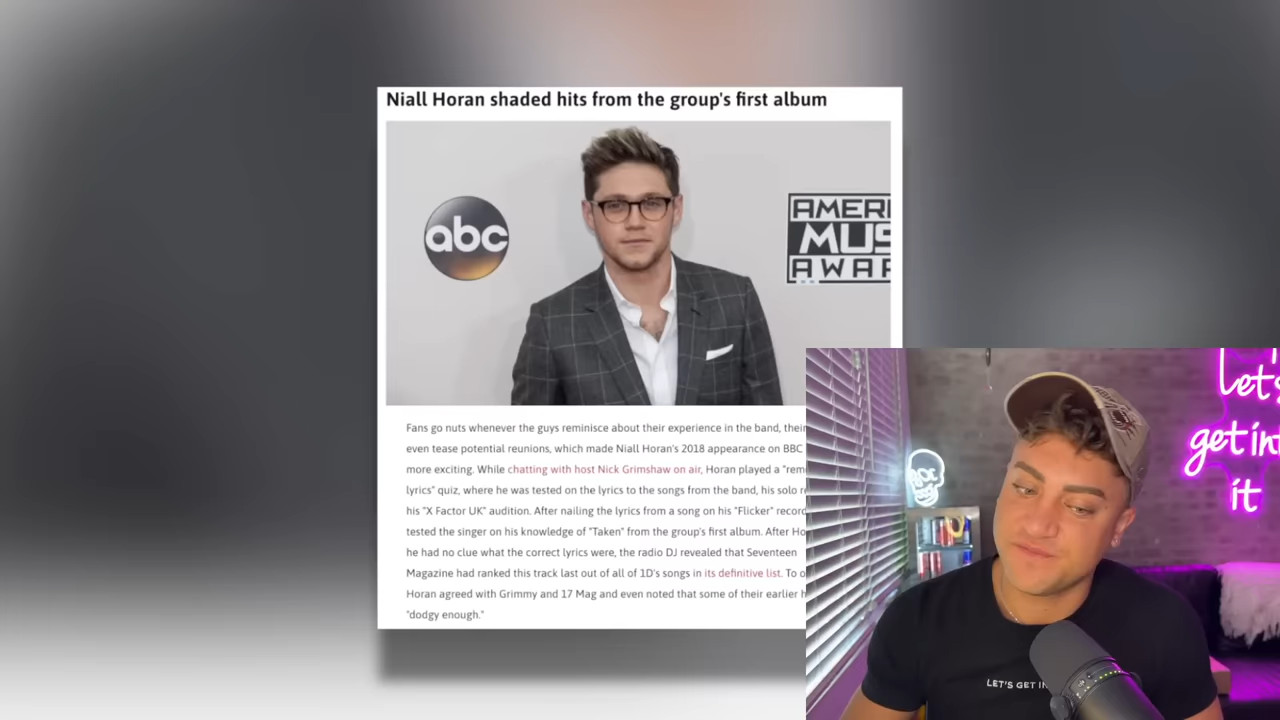 Niall Horan shaded hits from the group's first album
abc
AMERI
MUS
AWAR
Fans go nuts whenever the guys reminisce about their experience in the band, their
even tease potential reunions, which made Niall Horan's 2018 appearance on BBC
more exciting. While chatting with host Nick Grimshaw on air, Horan played a "rem
lyrics" quiz, where he was tested on the lyrics to the songs from the band, his solo r
his "X Factor UK" audition. After nailing the lyrics from a song on his "Flicker" record
tested the singer on his knowledge of "Taken" from the group's first album. After Ho
he had no clue what the correct lyrics were, the radio DJ revealed that Seventeen
Magazine had ranked this track last out of all of 1D's songs in its definitive list. To o
Horan agreed with Grimmy and 17 Mag and even noted that some of their earlier h
"dodgy enough."
let's
get int
it
LET'S GET IN